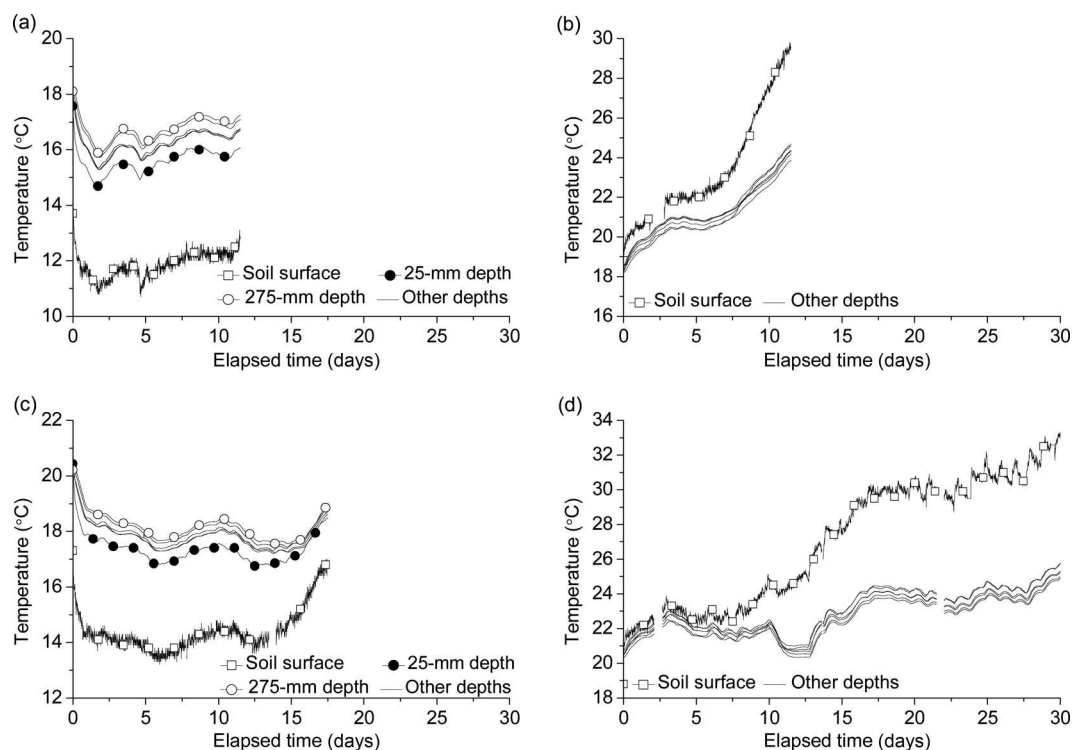 (a)
20
18
16
14
12
10
Temperature (°C)
0 5 10 15 20 25 30
Elapsed time (days)
Soil surface 25-mm depth
275-mm depth Other depths
(b)
30
28
26
24
22
20
18
16
Temperature (°C)
0 5 10 15 20 25 30
Elapsed time (days)
Soil surface Other depths
(c)
22
20
18
16
14
12
Temperature (°C)
0 5 10 15 20 25 30
Elapsed time (days)
Soil surface 25-mm depth
275-mm depth Other depths
(d)
34
32
30
28
26
24
22
20
18
Temperature (°C)
0 5 10 15 20 25 30
Elapsed time (days)
Soil surface Other depths